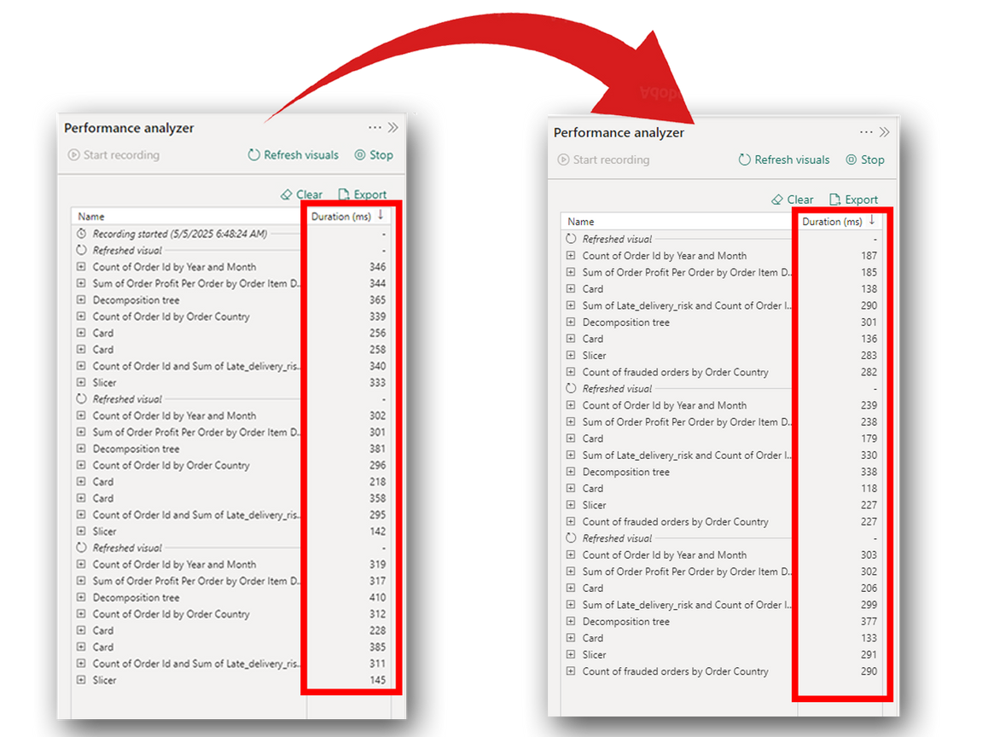 Performance analyzer
Start recording Refresh visuals Stop
Clear Export
Name Duration (ms)
Recording started (5/5/2025 6:48:24 AM) -
Refreshed visual -
Count of Order Id by Year and Month 346
Sum of Order Profit Per Order by Order Item D... 344
Decomposition tree 365
Count of Order Id by Order Country 339
Card 256
Card 258
Count of Order Id and Sum of Late_delivery_ris... 340
Slicer 333
Refreshed visual -
Count of Order Id by Year and Month 302
Sum of Order Profit Per Order by Order Item D... 301
Decomposition tree 381
Count of Order Id by Order Country 296
Card 218
Card 358
Count of Order Id and Sum of Late_delivery_ris... 295
Slicer 142
Refreshed visual -
Count of Order Id by Year and Month 319
Sum of Order Profit Per Order by Order Item D... 317
Decomposition tree 410
Count of Order Id by Order Country 312
Card 228
Card 385
Count of Order Id and Sum of Late_delivery_ris... 311
Slicer 145
Performance analyzer
Start recording Refresh visuals Stop
Clear Export
Name Duration (ms)
Refreshed visual -
Count of Order Id by Year and Month 187
Sum of Order Profit Per Order by Order Item D... 185
Card 138
Sum of Late_delivery_risk and Count of Order I... 290
Decomposition tree 301
Card 136
Slicer 283
Count of frauded orders by Order Country 282
Refreshed visual -
Count of Order Id by Year and Month 239
Sum of Order Profit Per Order by Order Item D... 238
Card 179
Sum of Late_delivery_risk and Count of Order I... 330
Decomposition tree 338
Card 118
Slicer 227
Count of frauded orders by Order Country 227
Refreshed visual -
Count of Order Id by Year and Month 303
Sum of Order Profit Per Order by Order Item D... 302
Card 206
Sum of Late_delivery_risk and Count of Order I... 299
Decomposition tree 377
Card 133
Slicer 291
Count of frauded orders by Order Country 290